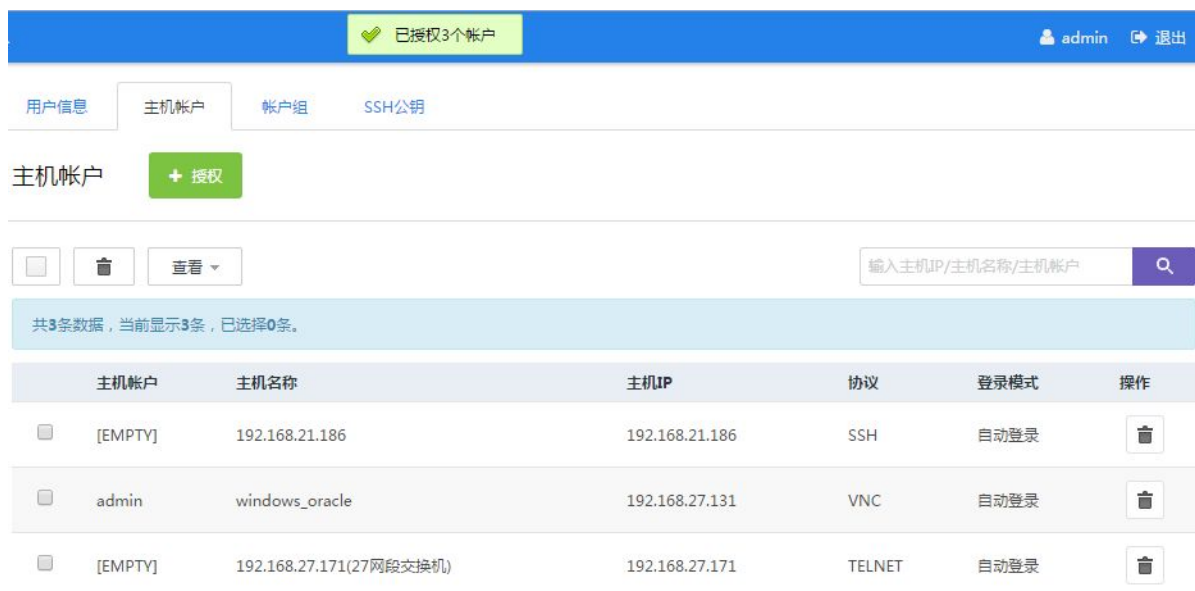 已授权3个帐户
admin 退出
用户信息 主机帐户 帐户组 SSH公钥
主机帐户 + 授权
查看 输入主机IP/主机名称/主机帐户
共3条数据，当前显示3条，已选择0条。
主机帐户 主机名称 主机IP 协议 登录模式 操作
[EMPTY] 192.168.21.186 192.168.21.186 SSH 自动登录
admin windows_oracle 192.168.27.131 VNC 自动登录
[EMPTY] 192.168.27.171(27网段交换机) 192.168.27.171 TELNET 自动登录